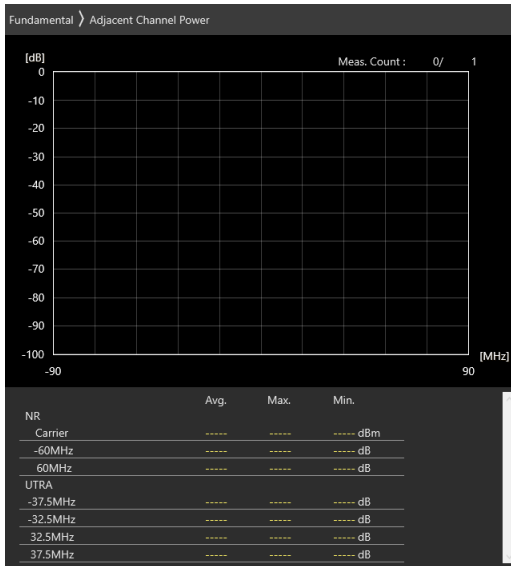 Fundamental 〉 Adjacent Channel Power
[dB]
Meas. Count : 0/ 1
0
-10
-20
-30
-40
-50
-60
-70
-80
-90
-100
[MHz]
-90 90
Avg. Max. Min.
NR
Carrier ----- ----- ----- dBm
-60MHz ----- ----- ----- dB
60MHz ----- ----- ----- dB
UTRA
-37.5MHz ----- ----- ----- dB
-32.5MHz ----- ----- ----- dB
32.5MHz ----- ----- ----- dB
37.5MHz ----- ----- ----- dB